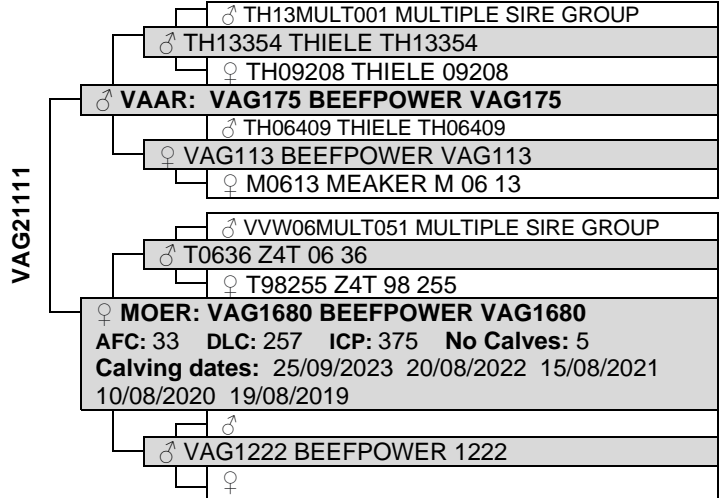 ♂ TH13MULT001 MULTIPLE SIRE GROUP
♂ TH13354 THIELE TH13354
♀ TH09208 THIELE 09208
♂ VAAR: VAG175 BEEFPOWER VAG175
♂ TH06409 THIELE TH06409
♀ VAG113 BEEFPOWER VAG113
♀ M0613 MEAKER M 06 13
VAG21111
♂ VVW06MULT051 MULTIPLE SIRE GROUP
♂ T0636 Z4T 06 36
♀ T98255 Z4T 98 255
♀ MOER: VAG1680 BEEFPOWER VAG1680
AFC: 33 DLC: 257 ICP: 375 No Calves: 5
Calving dates: 25/09/2023 20/08/2022 15/08/2021
10/08/2020 19/08/2019
♂
♂ VAG1222 BEEFPOWER 1222
♀